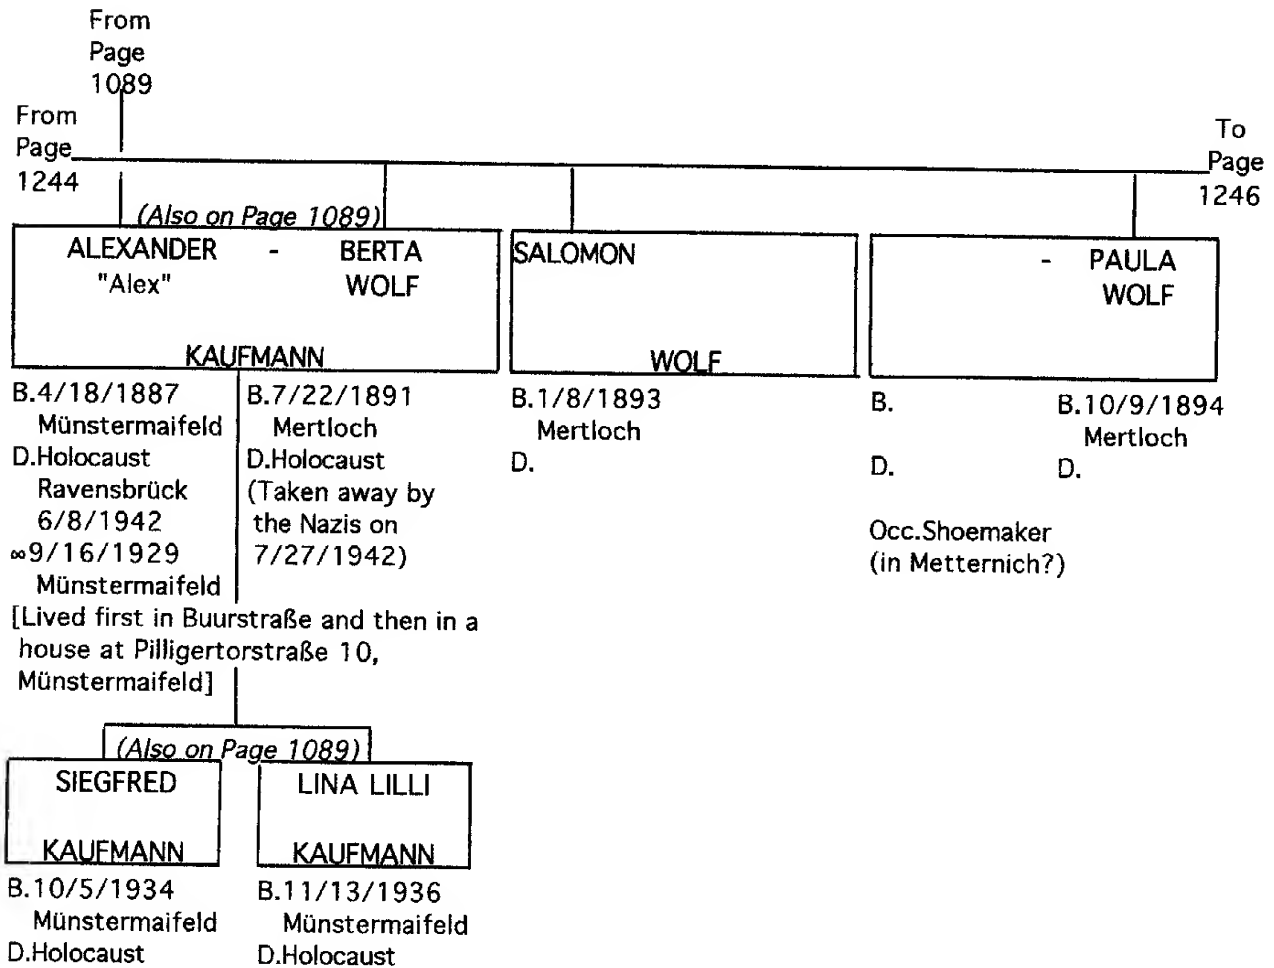 From
Page
1089
From
Page
1244
To
Page
1246
(Also on Page 1089)
ALEXANDER - BERTA
"Alex" WOLF
KAUFMANN
SALOMON
WOLF
- PAULA
WOLF
B.4/18/1887
Münstermaifeld
D.Holocaust
Ravensbrück
6/8/1942
∞9/16/1929
Münstermaifeld
B.7/22/1891
Mertloch
D.Holocaust
(Taken away by
the Nazis on
7/27/1942)
B.1/8/1893
Mertloch
D.
B.
D.
Occ.Shoemaker
(in Metternich?)
B.10/9/1894
Mertloch
D.
[Lived first in Buurstraße and then in a
house at Pilligertorstraße 10,
Münstermaifeld]
(Also on Page 1089)
SIEGFRED
KAUFMANN
LINA LILLI
KAUFMANN
B.10/5/1934
Münstermaifeld
D.Holocaust
B.11/13/1936
Münstermaifeld
D.Holocaust